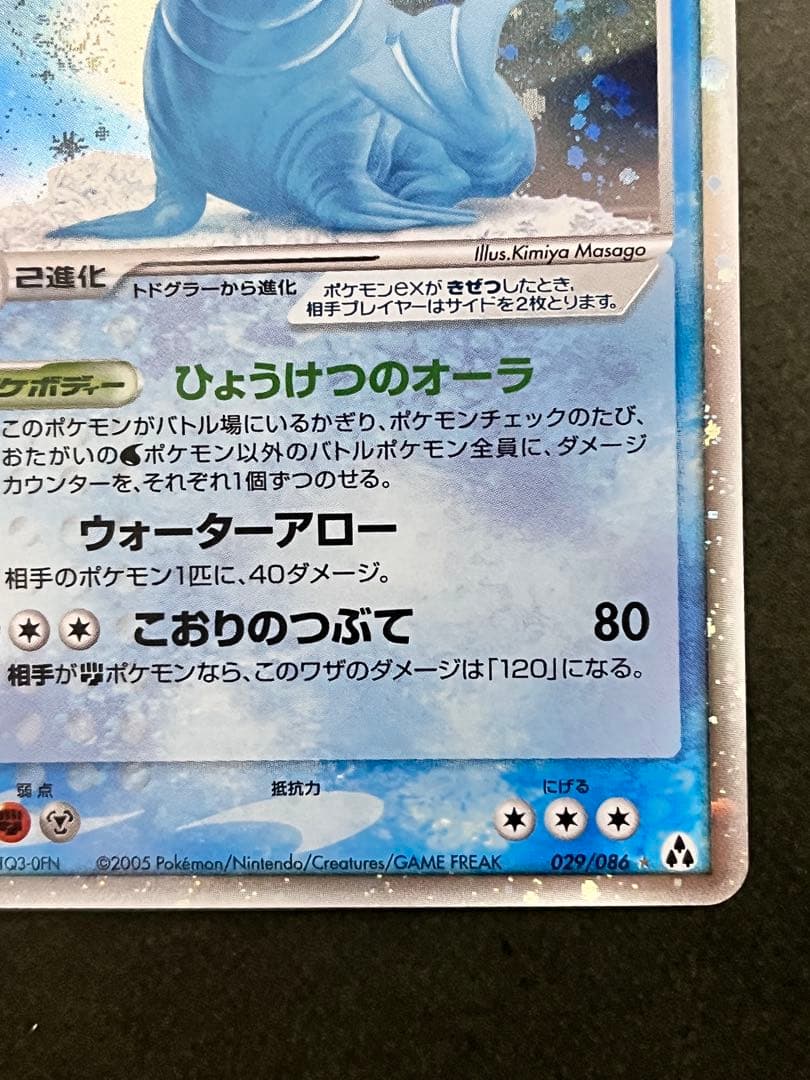 Illus.Kimiya Masago
2進化
トドグラーから進化
ポケモンexが きぜつしたとき、
相手プレイヤーはサイドを2枚とります。
ケボディー ひょうけつのオーラ
このポケモンがバトル場にいるかぎり、ポケモンチェックのたび、
おたがいのポケモン以外のバトルポケモン全員に、ダメージ
カウンターを、それぞれ1個ずつのせる。
ウォーターアロー
相手のポケモン1匹に、40ダメージ。
こおりのつぶて 80
相手がポケモンなら、このワザのダメージは「120」になる。
弱点 抵抗力 にげる
Q3-0FN ©2005 Pokémon/Nintendo/Creatures/GAME FREAK 029/086 ★